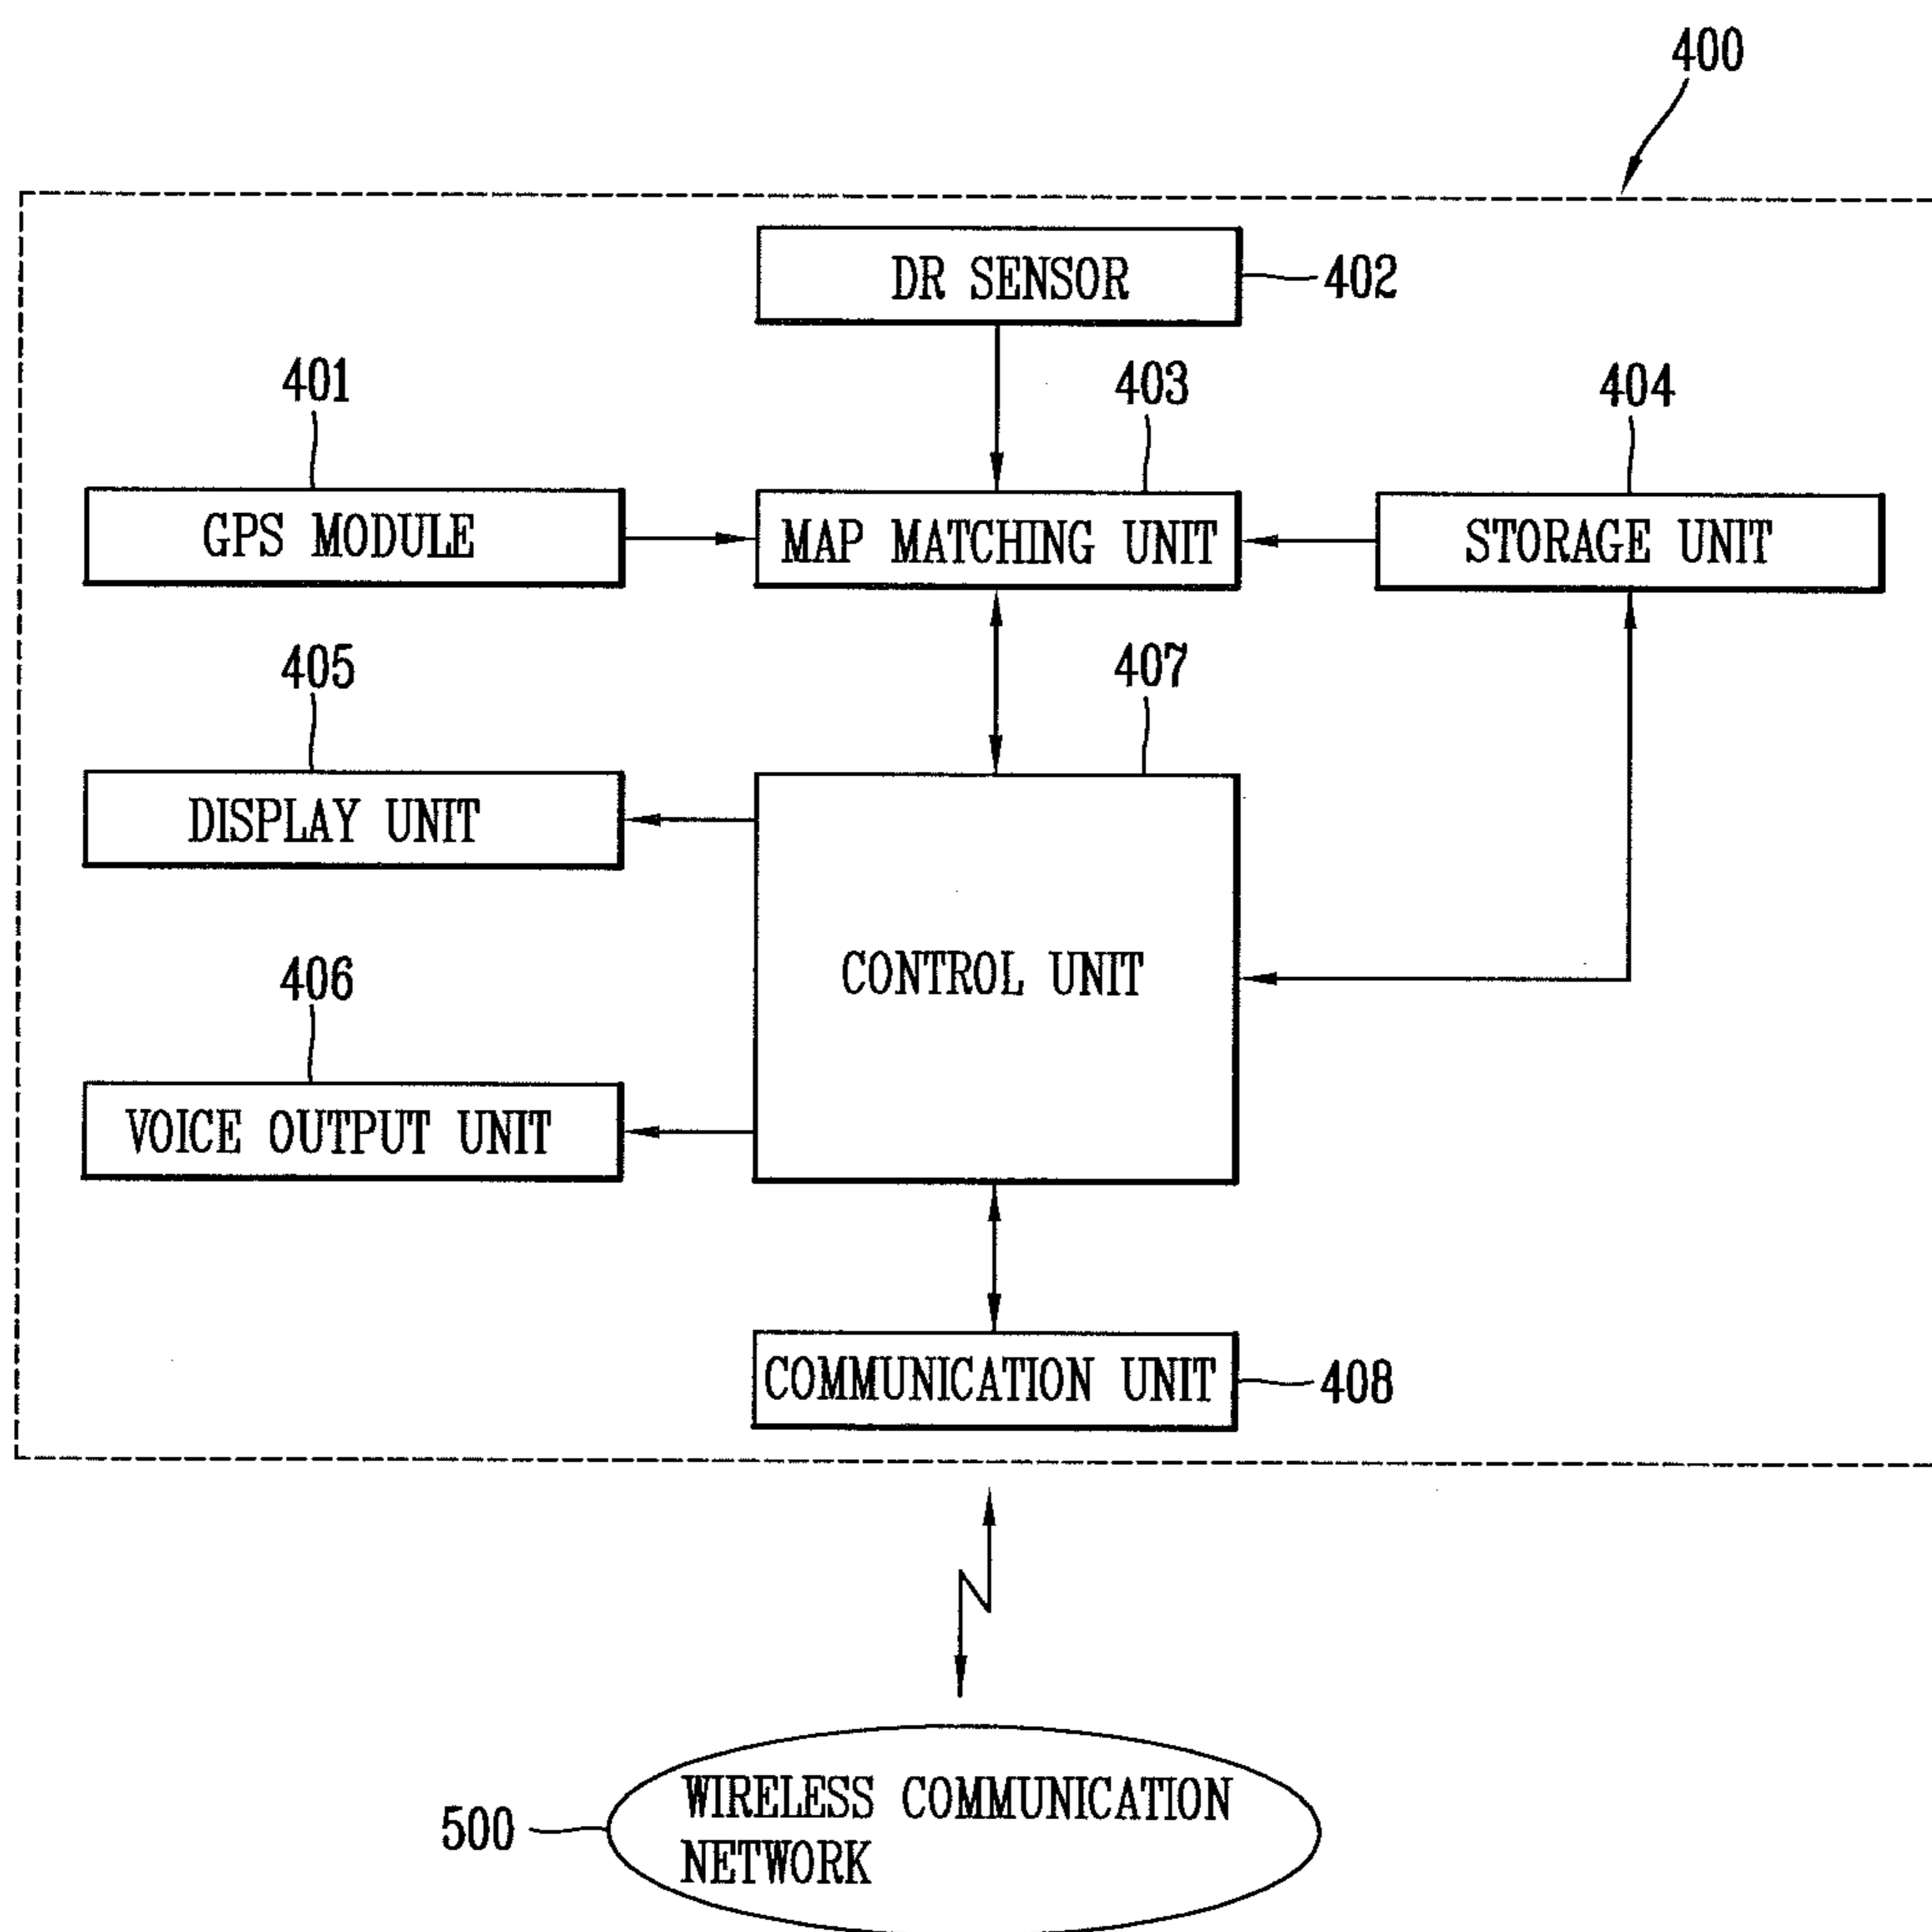 400
DR SENSOR
402
401
403
404
GPS MODULE
MAP MATCHING UNIT
STORAGE UNIT
405
407
DISPLAY UNIT
CONTROL UNIT
406
VOICE OUTPUT UNIT
COMMUNICATION UNIT
408
WIRELESS COMMUNICATION
NETWORK
500